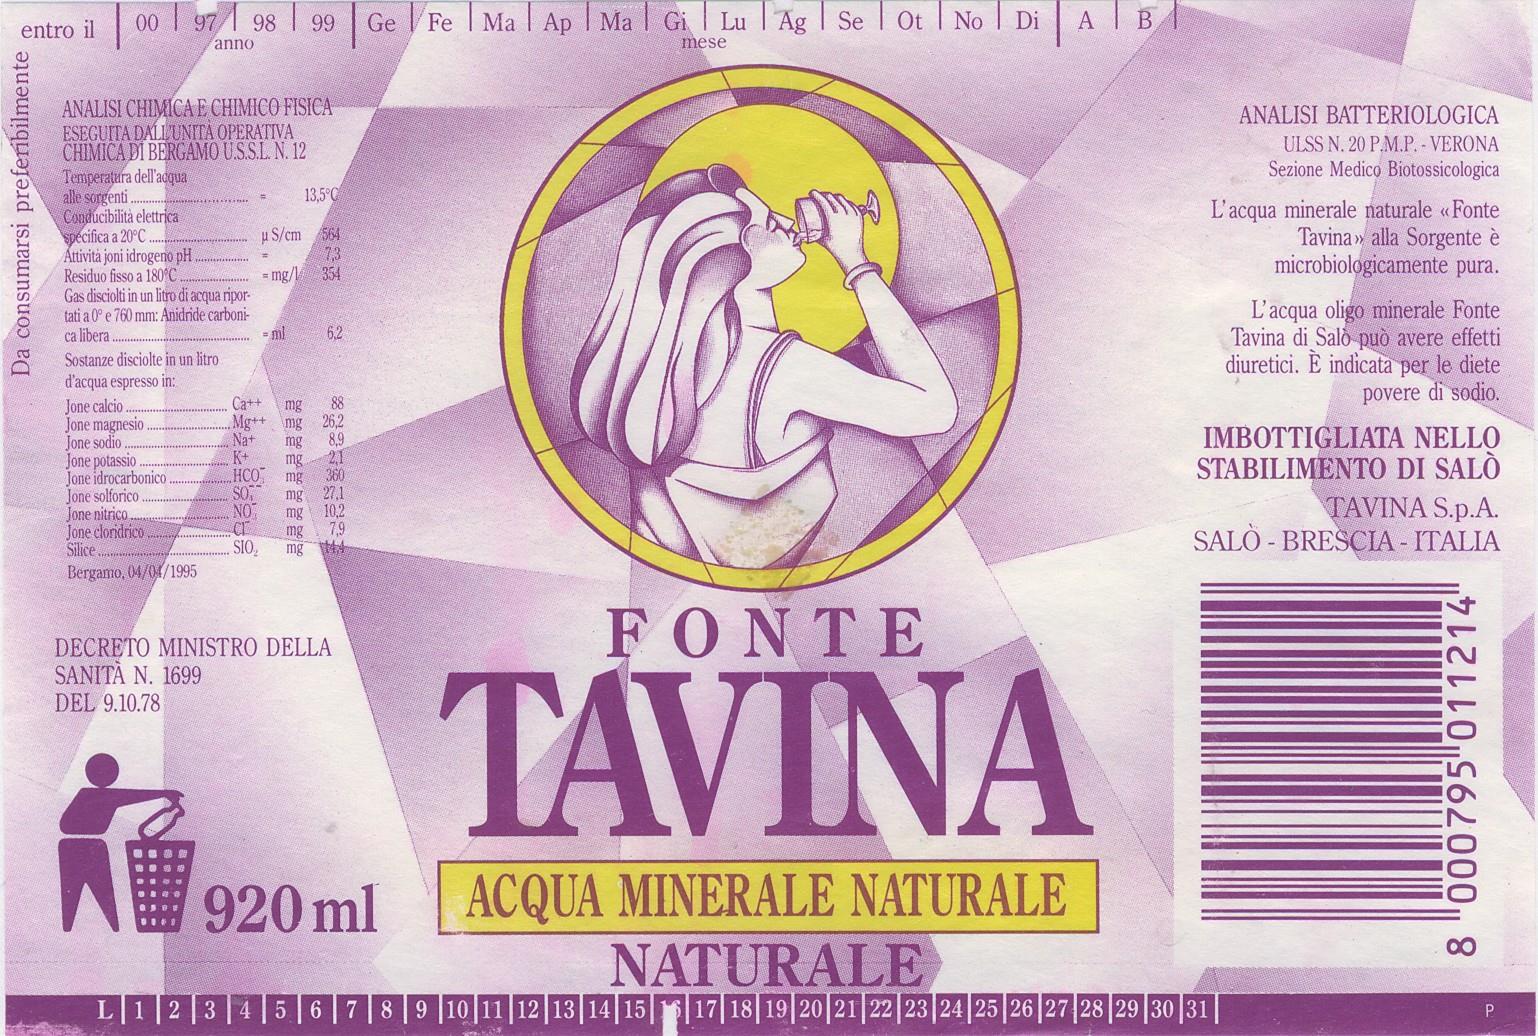 entro il | 00 | 97 | 98 | 99 | Ge | Fe | Ma | Ap | Ma | Gi | Lu | Ag | Se | Ot | No | Di | A | B |
anno mese
Da consumarsi preferibilmente
ANALISI CHIMICA E CHIMICO FISICA
ESEGUITA DALL'UNITÀ OPERATIVA
CHIMICA DI BERGAMO U.S.S.L. N. 12
Temperatura dell'acqua
alle sorgenti = 13,5°C
Conducibilità elettrica
specifica a 20°C µ S/cm 564
Attività joni idrogeno pH = 7,3
Residuo fisso a 180°C = mg/l 354
Gas disciolti in un litro di acqua ripor-
tati a 0° e 760 mm: Anidride carboni-
ca libera = ml 6,2
Sostanze disciolte in un litro
d'acqua espresso in:
Jone calcio Ca++ mg 88
Jone magnesio Mg++ mg 26,2
Jone sodio Na+ mg 8,9
Jone potassio K+ mg 2,1
Jone idrocarbonico HCO3- mg 360
Jone solforico SO4-- mg 27,1
Jone nitrico NO3- mg 10,2
Jone cloridrico Cl- mg 7,9
Silice SIO2 mg 14,4
Bergamo, 04/04/1995
DECRETO MINISTRO DELLA
SANITÀ N. 1699
DEL 9.10.78
920 ml
FONTE
TAVINA
ACQUA MINERALE NATURALE
NATURALE
ANALISI BATTERIOLOGICA
ULSS N. 20 P.M.P. - VERONA
Sezione Medico Biotossicologica
L'acqua minerale naturale «Fonte
Tavina» alla Sorgente è
microbiologicamente pura.
L'acqua oligo minerale Fonte
Tavina di Salò può avere effetti
diuretici. È indicata per le diete
povere di sodio.
IMBOTTIGLIATA NELLO
STABILIMENTO DI SALÒ
TAVINA S.p.A.
SALÒ - BRESCIA - ITALIA
8 000795 011214
L | 1 | 2 | 3 | 4 | 5 | 6 | 7 | 8 | 9 | 10 | 11 | 12 | 13 | 14 | 15 | 16 | 17 | 18 | 19 | 20 | 21 | 22 | 23 | 24 | 25 | 26 | 27 | 28 | 29 | 30 | 31 |
P